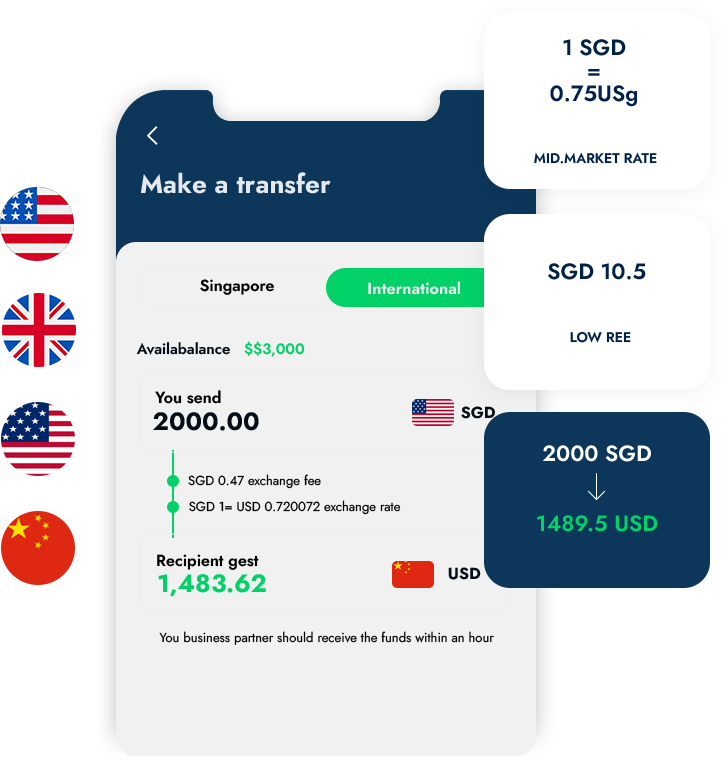 Make a transfer
Singapore
International
Availabalance $$3,000
You send
2000.00
SGD
SGD 0.47 exchange fee
SGD 1= USD 0.720072 exchange rate
Recipient gest
1,483.62
USD
You business partner should receive the funds within an hour
1 SGD
=
0.75USg
MID.MARKET RATE
SGD 10.5
LOW REE
2000 SGD
1489.5 USD